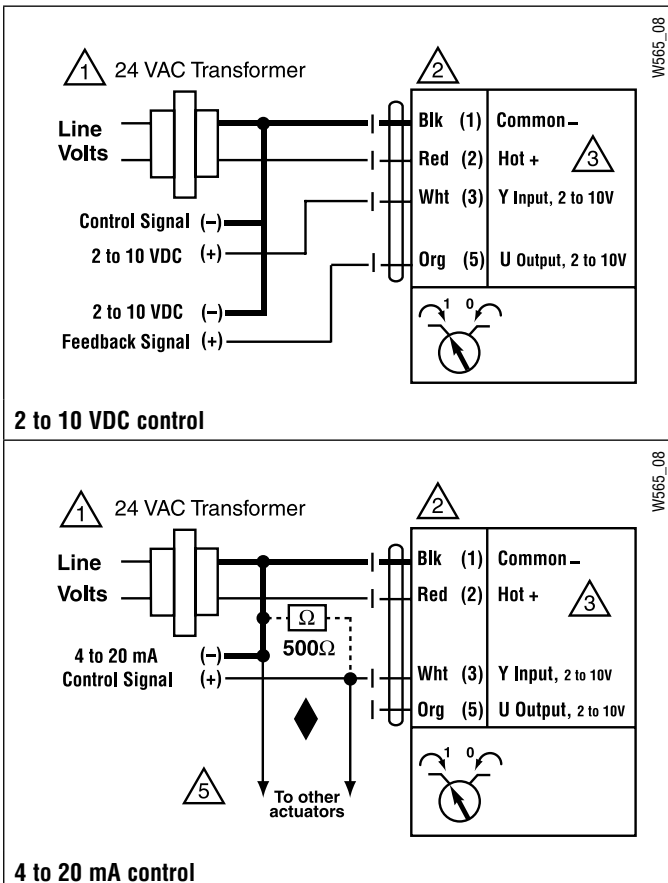 W565_08
1 24 VAC Transformer
2
Line
Volts
Blk (1) Common –
Red (2) Hot + 3
Wht (3) Y Input, 2 to 10V
Control Signal (–)
2 to 10 VDC (+)
Org (5) U Output, 2 to 10V
2 to 10 VDC (–)
Feedback Signal (+)
1 0
2 to 10 VDC control
W565_08
1 24 VAC Transformer
2
Line
Volts
Blk (1) Common –
Red (2) Hot + 3
Ω
500Ω
4 to 20 mA (–)
Control Signal (+)
Wht (3) Y Input, 2 to 10V
Org (5) U Output, 2 to 10V
1 0
5
To other
actuators
4 to 20 mA control